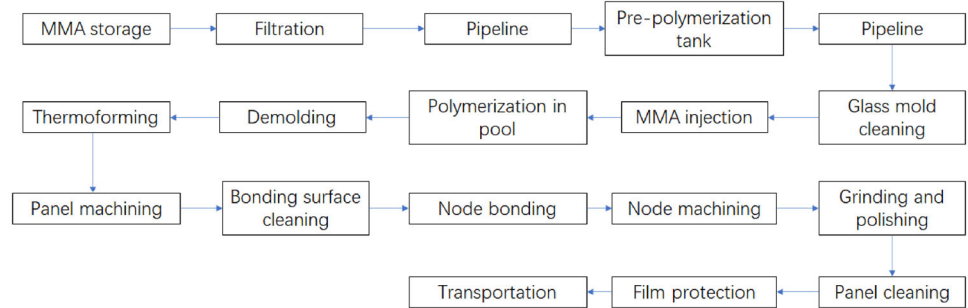 MMA storage
Filtration
Pipeline
Pre-polymerization
tank
Pipeline
Glass mold
cleaning
MMA injection
Polymerization in
pool
Demolding
Thermoforming
Panel machining
Bonding surface
cleaning
Node bonding
Node machining
Grinding and
polishing
Panel cleaning
Film protection
Transportation